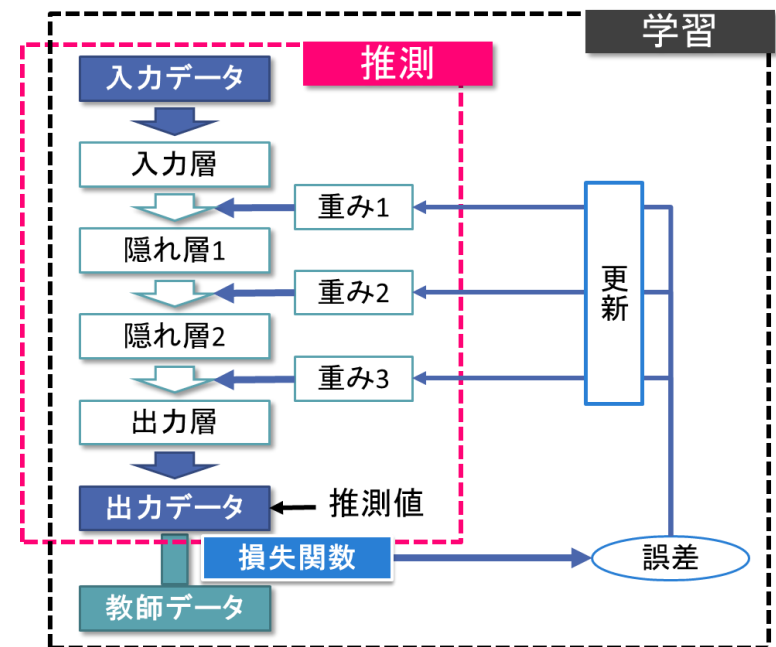 学習
推測
入力データ
入力層
重み1
隠れ層1
重み2
更新
隠れ層2
重み3
出力層
出力データ
推測値
損失関数
誤差
教師データ